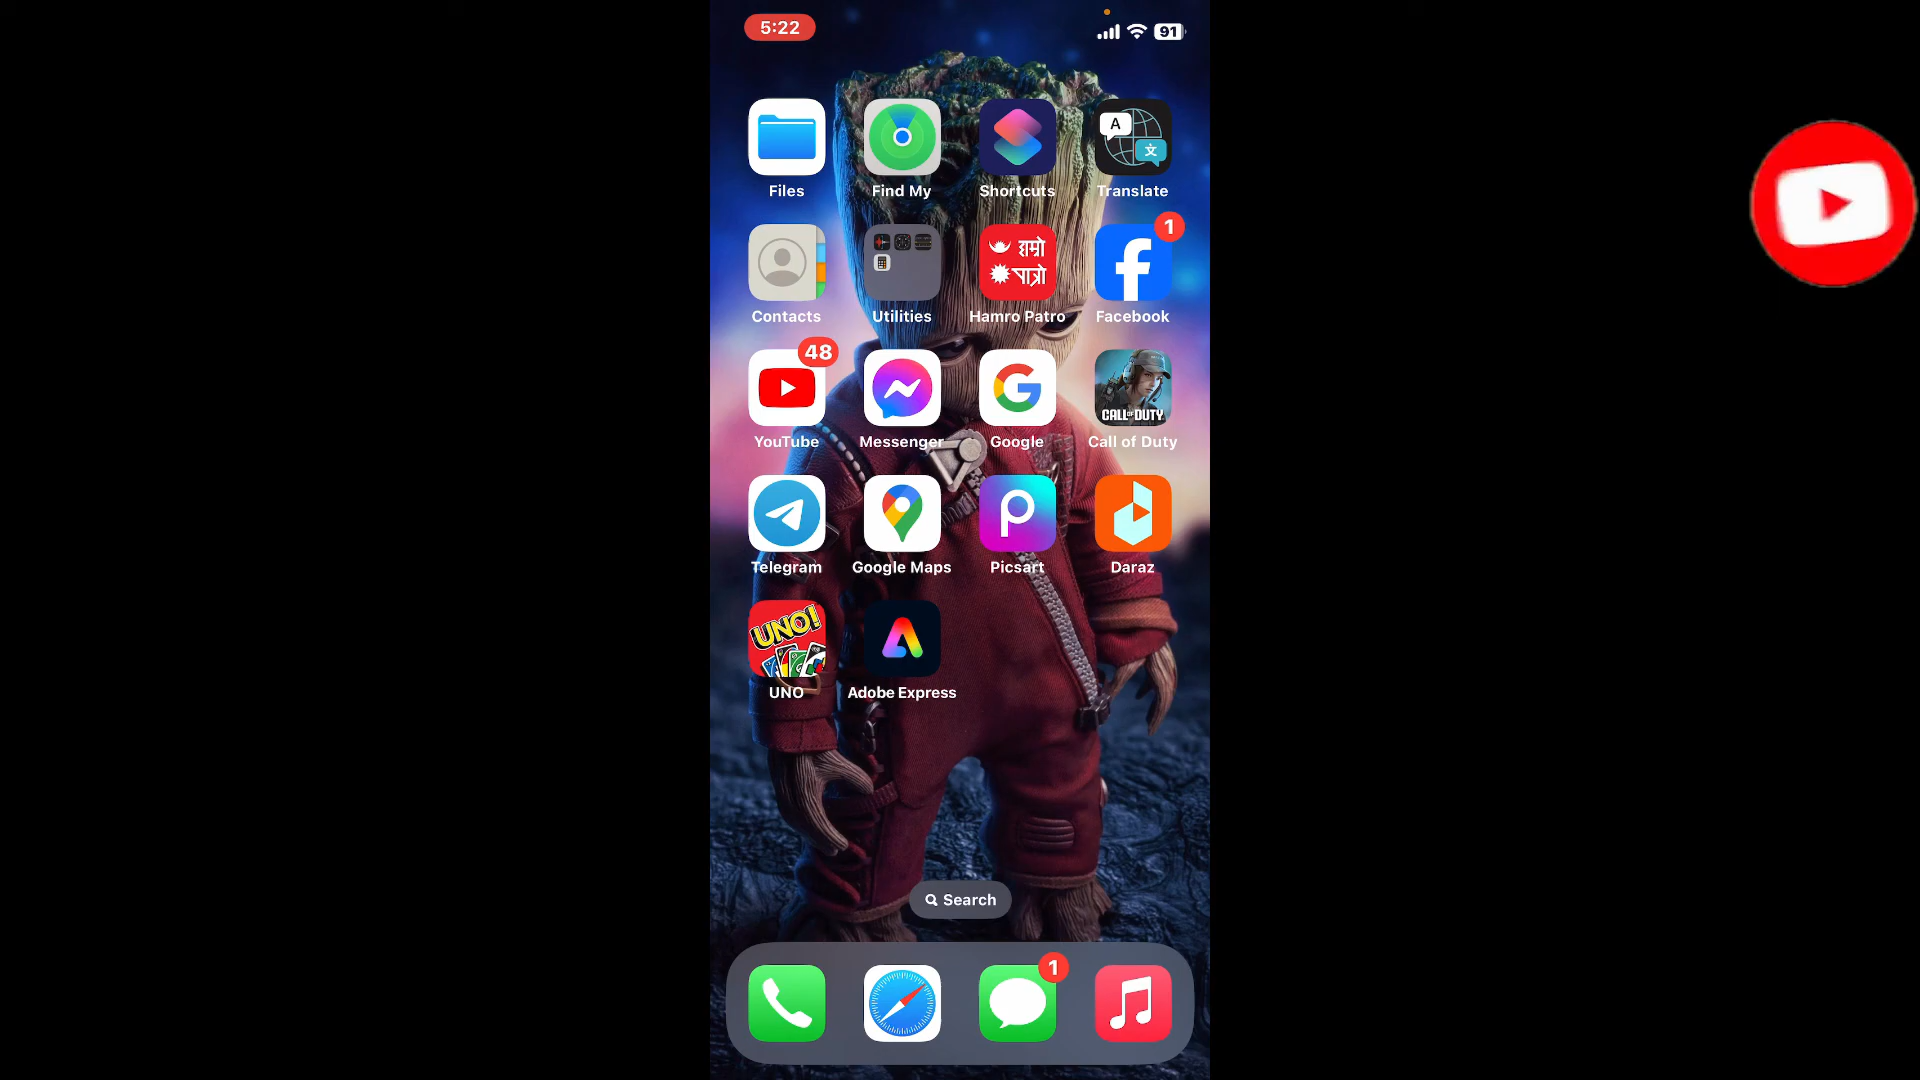 5:22
91
Files Find My Shortcuts Translate
A
文
हाम्रो
पात्रो
1
Contacts Utilities Hamro Patro Facebook
48
CALL OF DUTY
YouTube Messenger Google Call of Duty
Telegram Google Maps Picsart Daraz
UNO!
UNO Adobe Express
Search
1